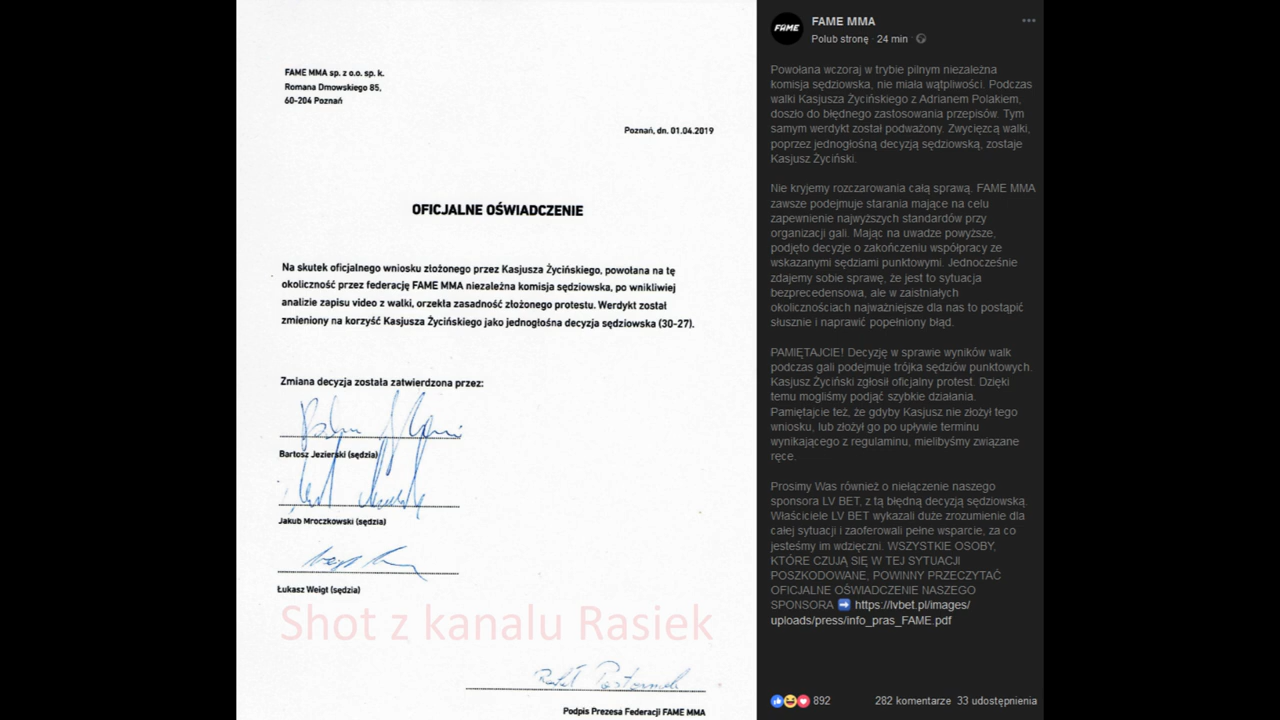 FAME MMA sp. z o.o. sp. k.
Romana Dmowskiego 85,
60-204 Poznań
Poznań, dn. 01.04.2019
OFICJALNE OŚWIADCZENIE
Na skutek oficjalnego wniosku złożonego przez Kasjusza Życińskiego, powołana na tę
okoliczność przez federację FAME MMA niezależna komisja sędziowska, po wnikliwiej
analizie zapisu video z walki, orzekła zasadność złożonego protestu. Werdykt został
zmieniony na korzyść Kasjusza Życińskiego jako jednogłośna decyzja sędziowska (30-27).
Zmiana decyzja została zatwierdzona przez:
Bartosz Jezierski (sędzia)
Jakub Mroczkowski (sędzia)
Łukasz Weigt (sędzia)
Shot z kanalu Rasiek
Podpis Prezesa Federacji FAME MMA
FAME
FAME MMA
Polub stronę · 24 min ·
Powołana wczoraj w trybie pilnym niezależna
komisja sędziowska, nie miała wątpliwości. Podczas
walki Kasjusza Życińskiego z Adrianem Polakiem,
doszło do błędnego zastosowania przepisów. Tym
samym werdykt został podważony. Zwycięzcą walki,
poprzez jednogłośną decyzją sędziowską, zostaje
Kasjusz Życiński.
Nie kryjemy rozczarowania całą sprawą. FAME MMA
zawsze podejmuje starania mające na celu
zapewnienie najwyższych standardów przy
organizacji gali. Mając na uwadze powyższe,
podjęto decyzje o zakończeniu współpracy ze
wskazanymi sędziami punktowymi. Jednocześnie
zdajemy sobie sprawę, że jest to sytuacja
bezprecedensowa, ale w zaistniałych
okolicznościach najważniejsze dla nas to postąpić
słusznie i naprawić popełniony błąd.
PAMIĘTAJCIE! Decyzję w sprawie wyników walk
podczas gali podejmuje trójka sędziów punktowych.
Kasjusz Życiński zgłosił oficjalny protest. Dzięki
temu mogliśmy podjąć szybkie działania.
Pamiętajcie też, że gdyby Kasjusz nie złożył tego
wniosku, lub złożył go po upływie terminu
wynikającego z regulaminu, mielibyśmy związane
ręce.
Prosimy Was również o niełączenie naszego
sponsora LV BET, z tą błędną decyzją sędziowską.
Właściciele LV BET wykazali duże zrozumienie dla
całej sytuacji i zaoferowali pełne wsparcie, za co
jesteśmy im wdzięczni. WSZYSTKIE OSOBY,
KTÓRE CZUJĄ SIĘ W TEJ SYTUACJI
POSZKODOWANE, POWINNY PRZECZYTAĆ
OFICJALNE OŚWIADCZENIE NASZEGO
SPONSORA ➡ https://lvbet.pl/images/
uploads/press/info_pras_FAME.pdf
892 282 komentarze 33 udostępnienia